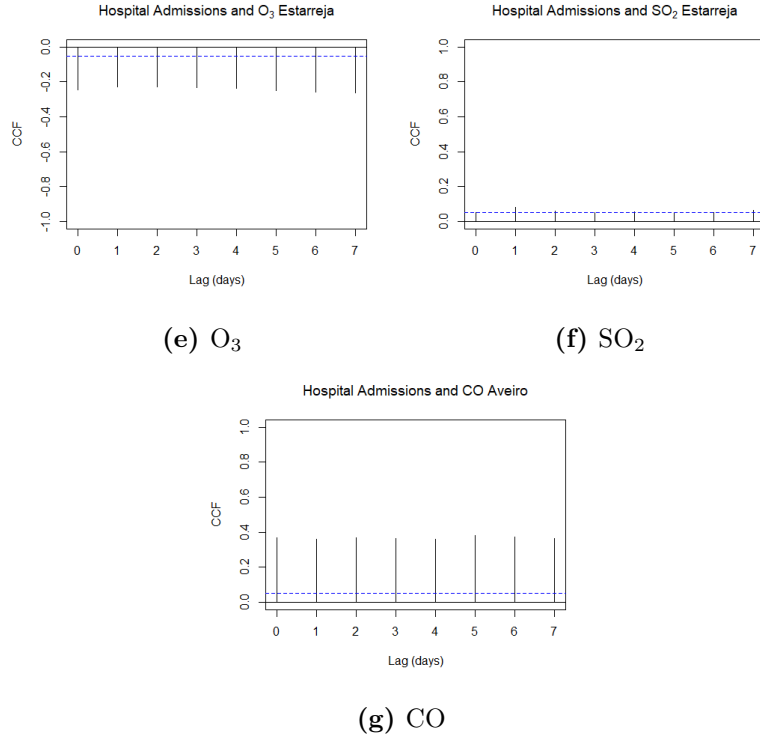 Hospital Admissions and O₃ Estarreja
CCF
0.0
-0.2
-0.4
-0.6
-0.8
-1.0
0 1 2 3 4 5 6 7
Lag (days)
(e) O₃
Hospital Admissions and SO₂ Estarreja
CCF
1.0
0.8
0.6
0.4
0.2
0.0
0 1 2 3 4 5 6 7
Lag (days)
(f) SO₂
Hospital Admissions and CO Aveiro
CCF
1.0
0.8
0.6
0.4
0.2
0.0
0 1 2 3 4 5 6 7
Lag (days)
(g) CO